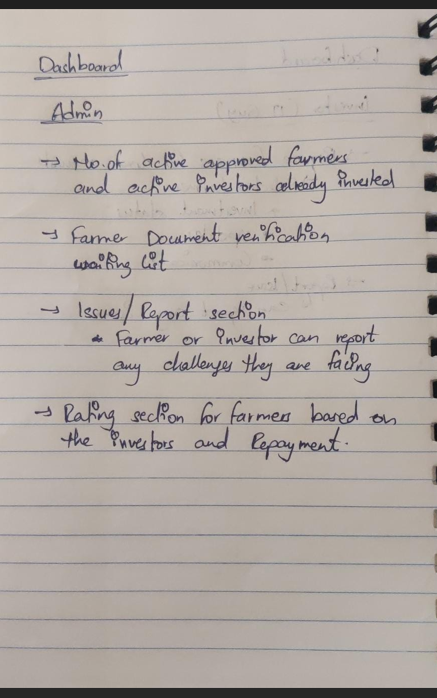 Dashboard
Admin
→ No. of active approved farmers
and active investors already invested
→ Farmer Document verification
waiting list
→ Issues/Report section
* Farmer or investor can report
any challenges they are facing
→ Rating section for farmers based on
the investors and Repayment.